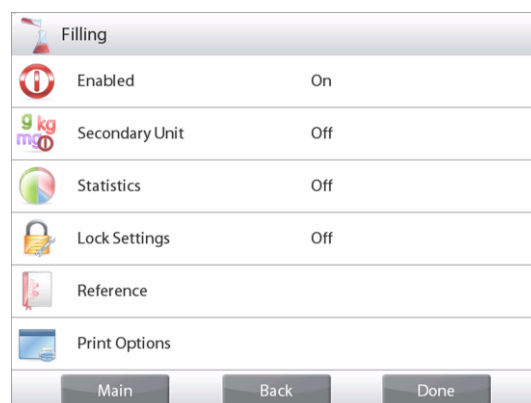 Filling
Enabled On
g kg
mg
Secondary Unit Off
Statistics Off
Lock Settings Off
Reference
Print Options
Main Back Done